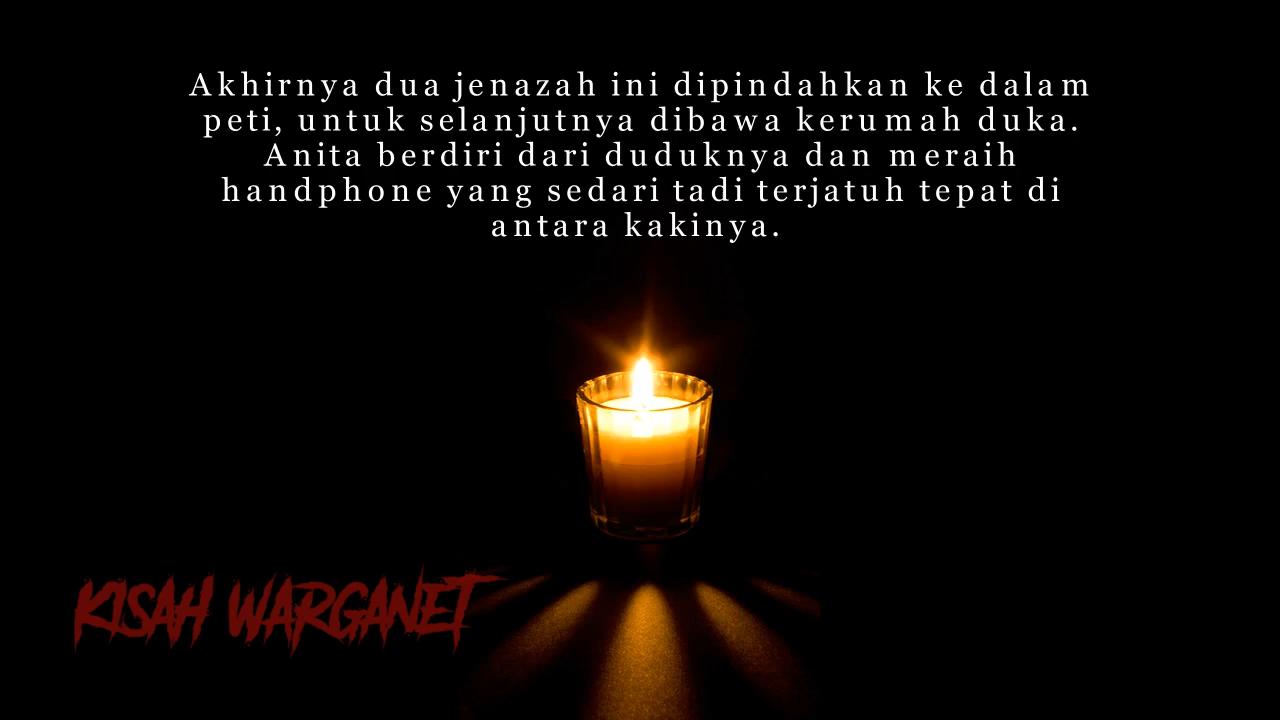 Akhirnya dua jenazah ini dipindahkan ke dalam
peti, untuk selanjutnya dibawa kerumah duka.
Anita berdiri dari duduknya dan meraih
handphone yang sedari tadi terjatuh tepat di
antara kakinya.
KISAH WARGANET